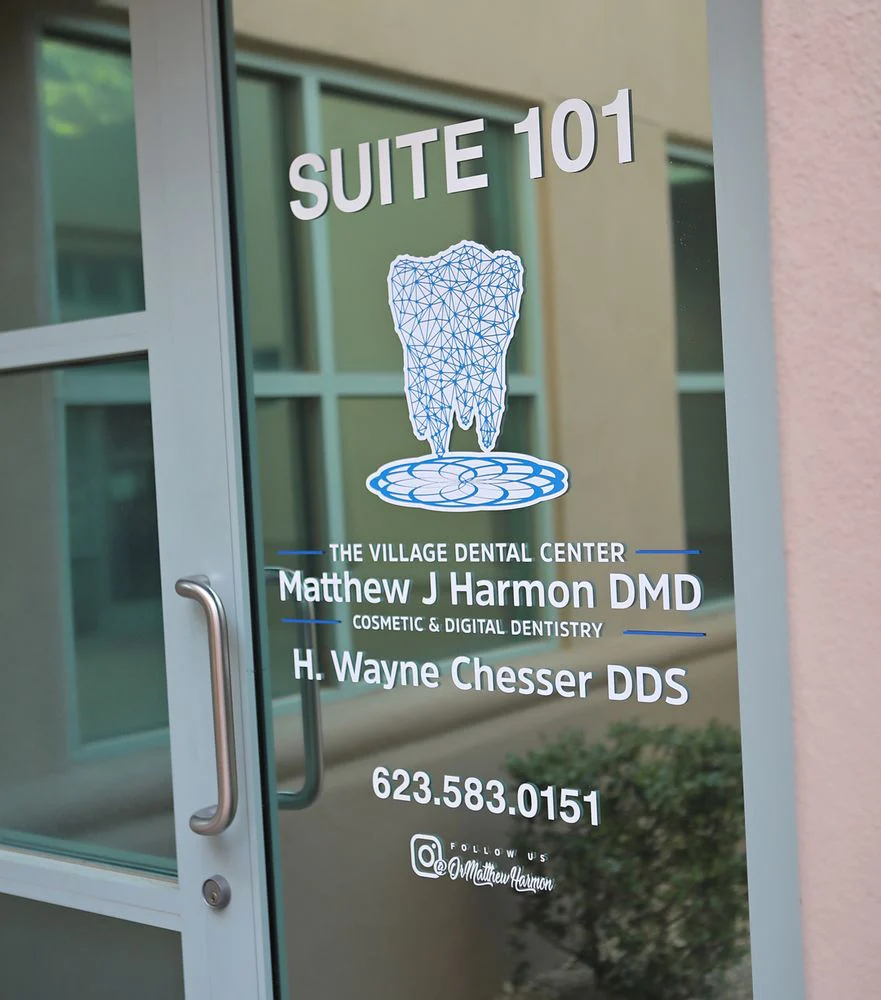 SUITE 101
THE VILLAGE DENTAL CENTER
Matthew J Harmon DMD
COSMETIC & DIGITAL DENTISTRY
H. Wayne Chesser DDS
623.583.0151
FOLLOW US
@DrMatthewHarmon